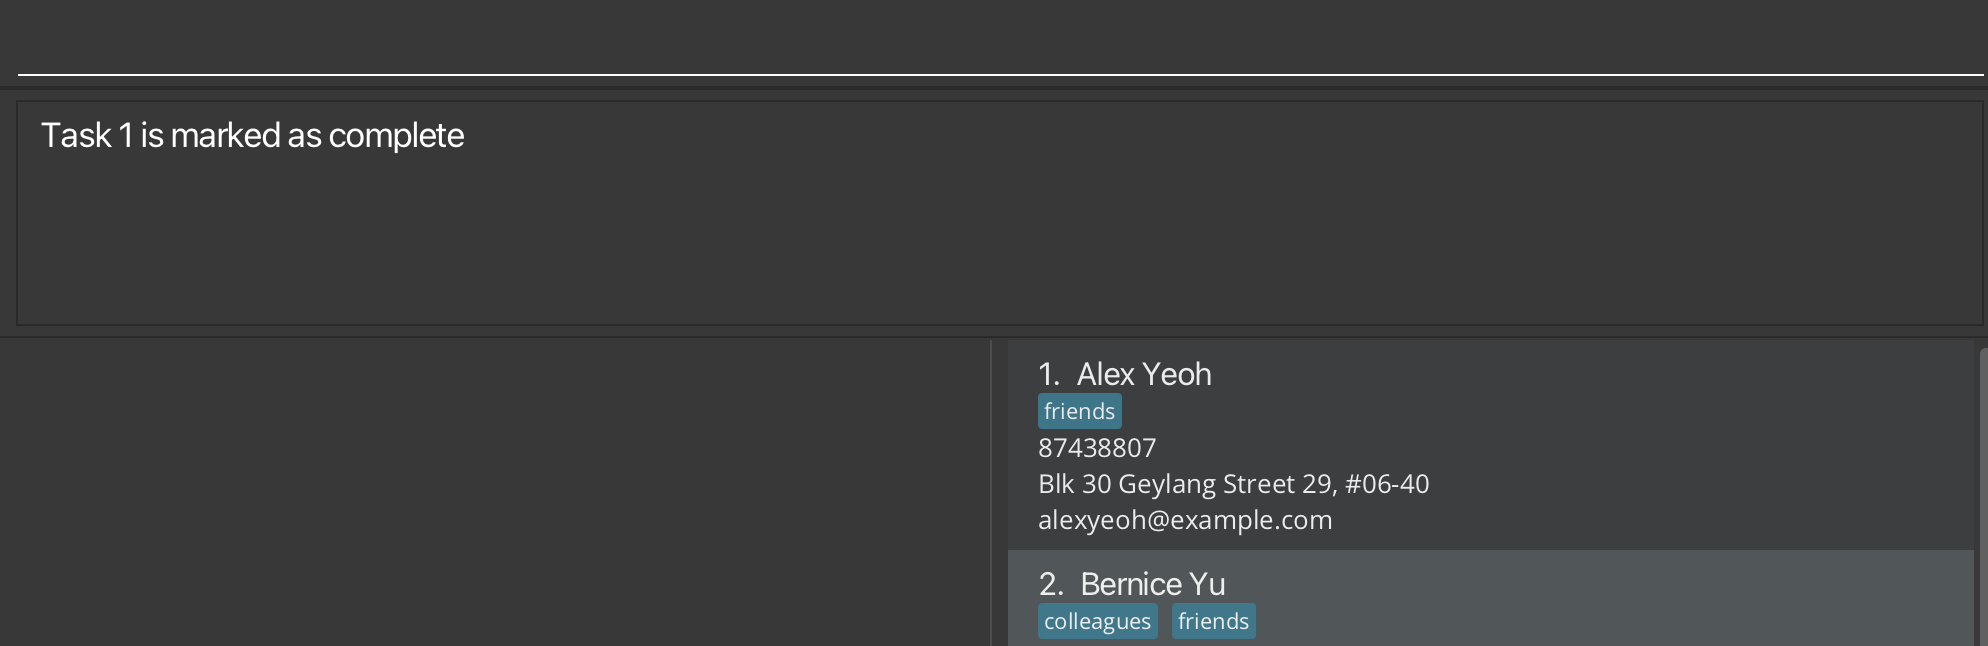 Task 1 is marked as complete
1. Alex Yeoh
friends
87438807
Blk 30 Geylang Street 29, #06-40
alexyeoh@example.com
2. Bernice Yu
colleagues friends